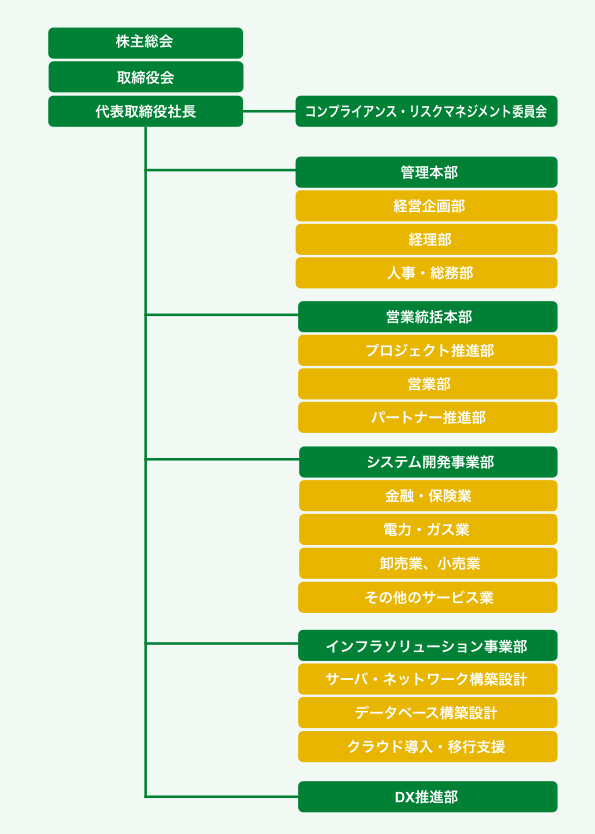 株主総会
取締役会
代表取締役社長
コンプライアンス・リスクマネジメント委員会
管理本部
経営企画部
経理部
人事・総務部
営業統括本部
プロジェクト推進部
営業部
パートナー推進部
システム開発事業部
金融・保険業
電力・ガス業
卸売業、小売業
その他のサービス業
インフラソリューション事業部
サーバ・ネットワーク構築設計
データベース構築設計
クラウド導入・移行支援
DX推進部